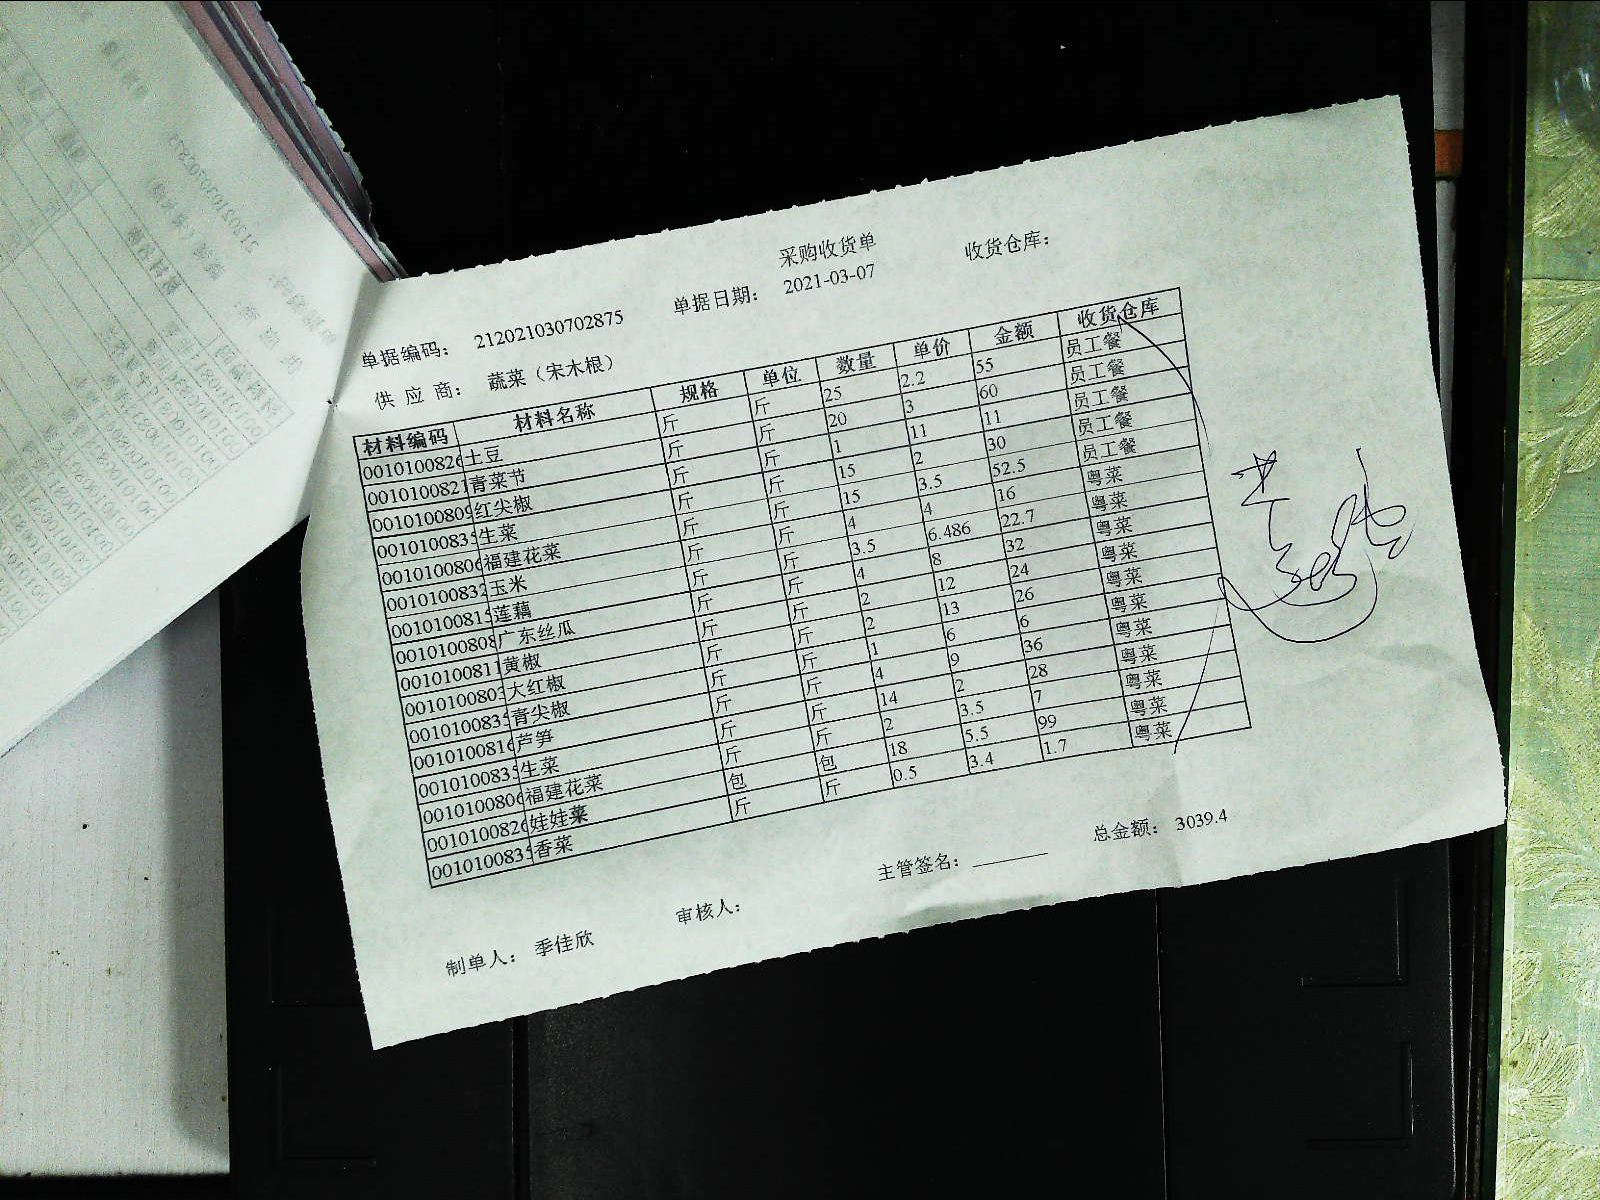 采购收货单
收货仓库：
单据编码： 212021030702875 单据日期： 2021-03-07
供 应 商： 蔬菜（宋木根）
材料编码 材料名称 规格 单位 数量 单价 金额 收货仓库
0010100826 土豆 斤 斤 25 2.2 55 员工餐
0010100821 青菜节 斤 斤 20 3 60 员工餐
0010100809 红尖椒 斤 斤 1 11 11 员工餐
001010083 生菜 斤 斤 15 2 30 员工餐
0010100806 福建花菜 斤 斤 15 3.5 52.5 员工餐
0010100832 玉米 斤 斤 4 4 16 粤菜
001010081 莲藕 斤 斤 3.5 6.486 22.7 粤菜
0010100808 广东丝瓜 斤 斤 4 8 32 粤菜
0010100811 黄椒 斤 斤 2 12 24 粤菜
001010080 大红椒 斤 斤 2 13 26 粤菜
001010083 青尖椒 斤 斤 1 6 6 粤菜
0010100816 芦笋 斤 斤 4 9 36 粤菜
001010083 生菜 斤 斤 14 2 28 粤菜
0010100806 福建花菜 斤 斤 2 3.5 7 粤菜
0010100826 娃娃菜 包 包 18 5.5 99 粤菜
001010083 香菜 斤 斤 0.5 3.4 1.7 粤菜
制单人： 季佳欣 审核人： 主管签名： 总金额： 3039.4